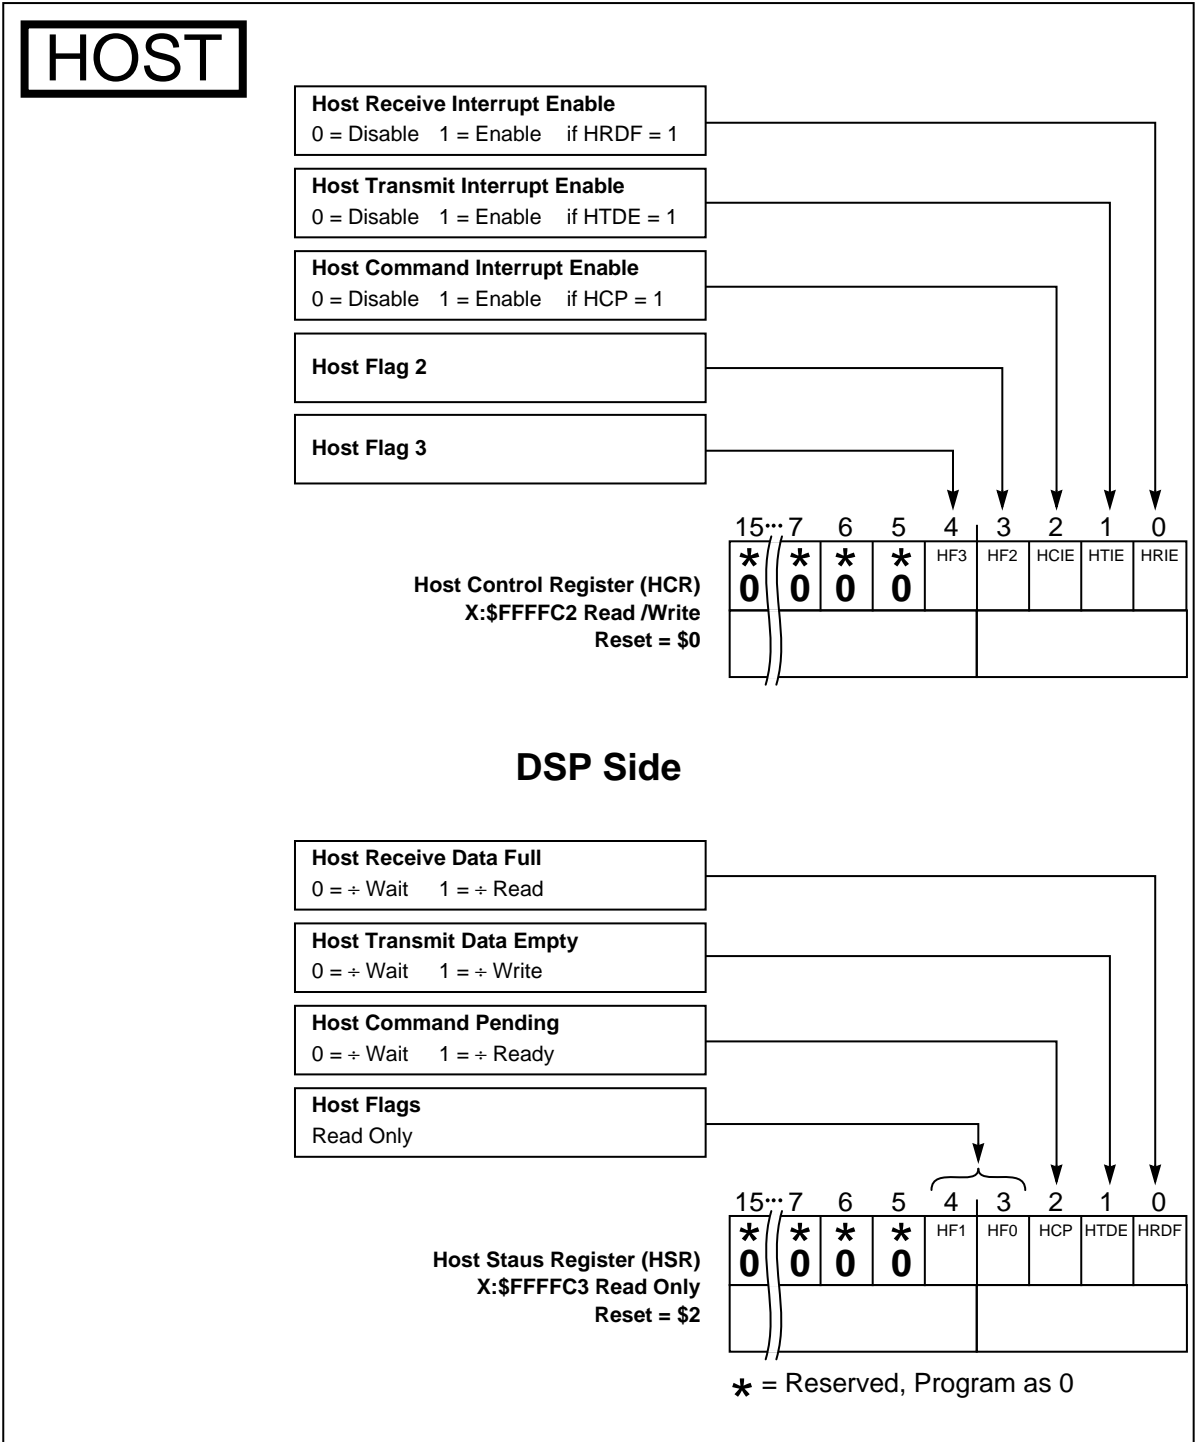 HOST
Host Receive Interrupt Enable
0 = Disable 1 = Enable if HRDF = 1
Host Transmit Interrupt Enable
0 = Disable 1 = Enable if HTDE = 1
Host Command Interrupt Enable
0 = Disable 1 = Enable if HCP = 1
Host Flag 2
Host Flag 3
15···7 6 5 4 3 2 1 0
* * * * HF3 HF2 HCIE HTIE HRIE
0 0 0 0
Host Control Register (HCR)
X:$FFFFC2 Read /Write
Reset = $0
DSP Side
Host Receive Data Full
0 = ÷ Wait 1 = ÷ Read
Host Transmit Data Empty
0 = ÷ Wait 1 = ÷ Write
Host Command Pending
0 = ÷ Wait 1 = ÷ Ready
Host Flags
Read Only
15···7 6 5 4 3 2 1 0
* * * * HF1 HF0 HCP HTDE HRDF
0 0 0 0
Host Staus Register (HSR)
X:$FFFFC3 Read Only
Reset = $2
* = Reserved, Program as 0